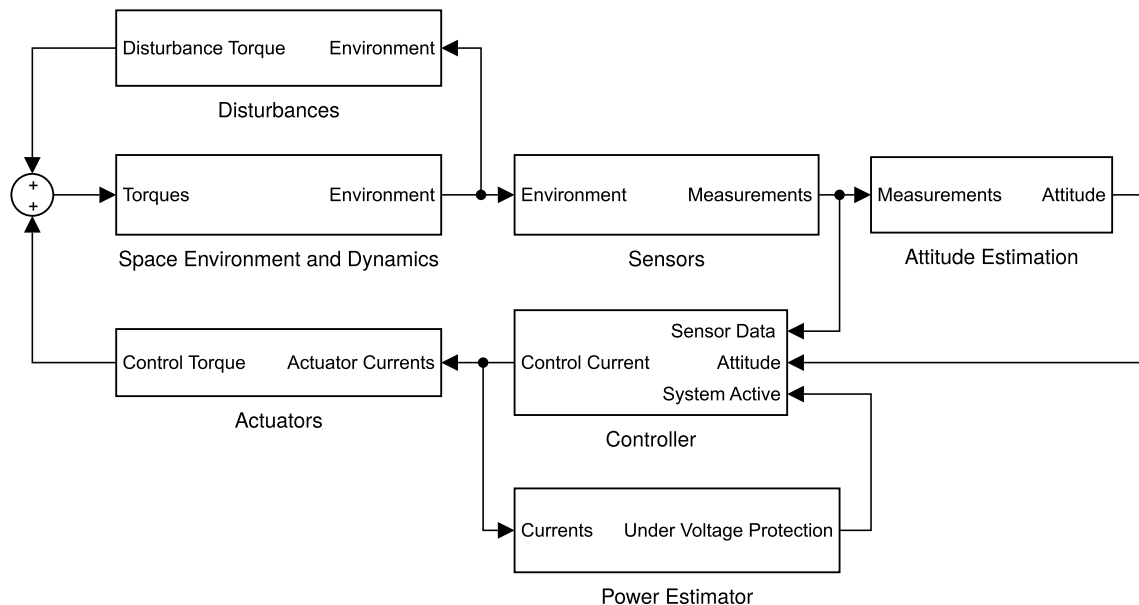 Disturbance Torque Environment
Disturbances
+
+
Torques Environment
Space Environment and Dynamics
Environment Measurements
Sensors
Measurements Attitude
Attitude Estimation
Control Torque Actuator Currents
Actuators
Sensor Data
Control Current Attitude
System Active
Controller
Currents Under Voltage Protection
Power Estimator